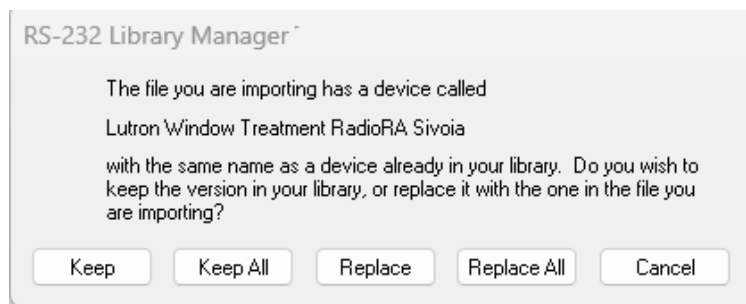 RS-232 Library Manager
The file you are importing has a device called
Lutron Window Treatment RadioRA Sivoia
with the same name as a device already in your library. Do you wish to
keep the version in your library, or replace it with the one in the file you
are importing?
Keep Keep All Replace Replace All Cancel